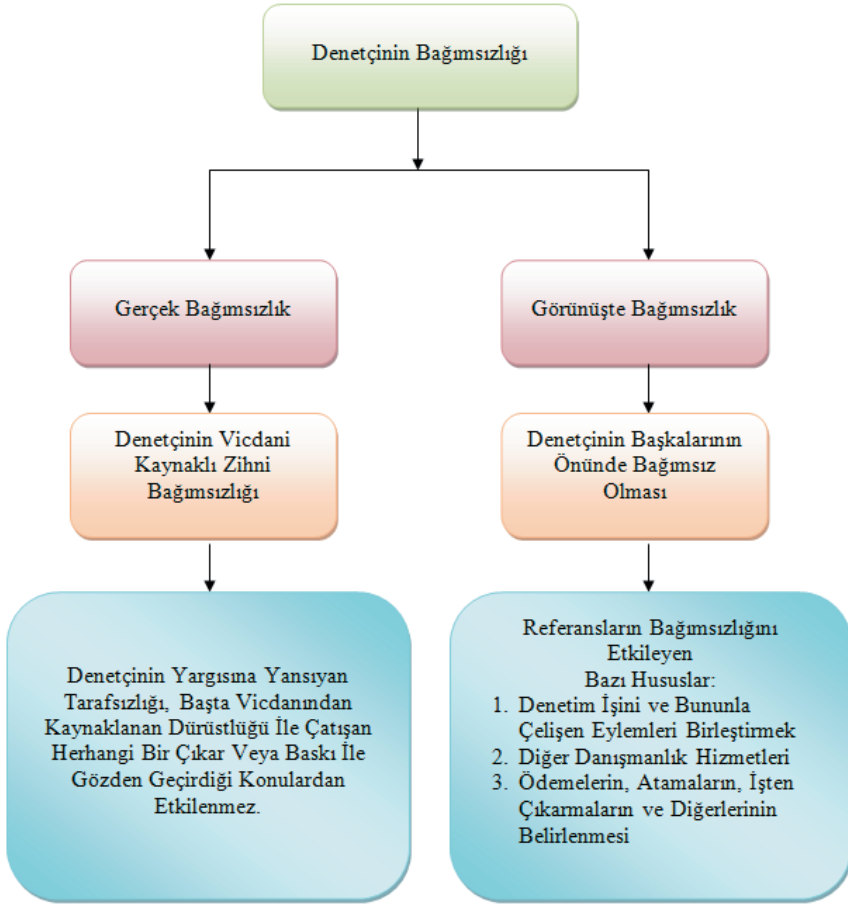 Denetçinin Bağımsızlığı
Gerçek Bağımsızlık
Görünüşte Bağımsızlık
Denetçinin Vicdani
Kaynaklı Zihni
Bağımsızlığı
Denetçinin Başkalarının
Önünde Bağımsız
Olması
Denetçinin Yargısına Yansıyan
Tarafsızlığı, Başta Vicdanından
Kaynaklanan Dürüstlüğü İle Çatışan
Herhangi Bir Çıkar Veya Baskı İle
Gözden Geçirdiği Konulardan
Etkilenmez.
Referansların Bağımsızlığını
Etkileyen
Bazı Hususlar:
1. Denetim İşini ve Bununla
Çelişen Eylemleri Birleştirmek
2. Diğer Danışmanlık Hizmetleri
3. Ödemelerin, Atamaların, İşten
Çıkarmaların ve Diğerlerinin
Belirlenmesi